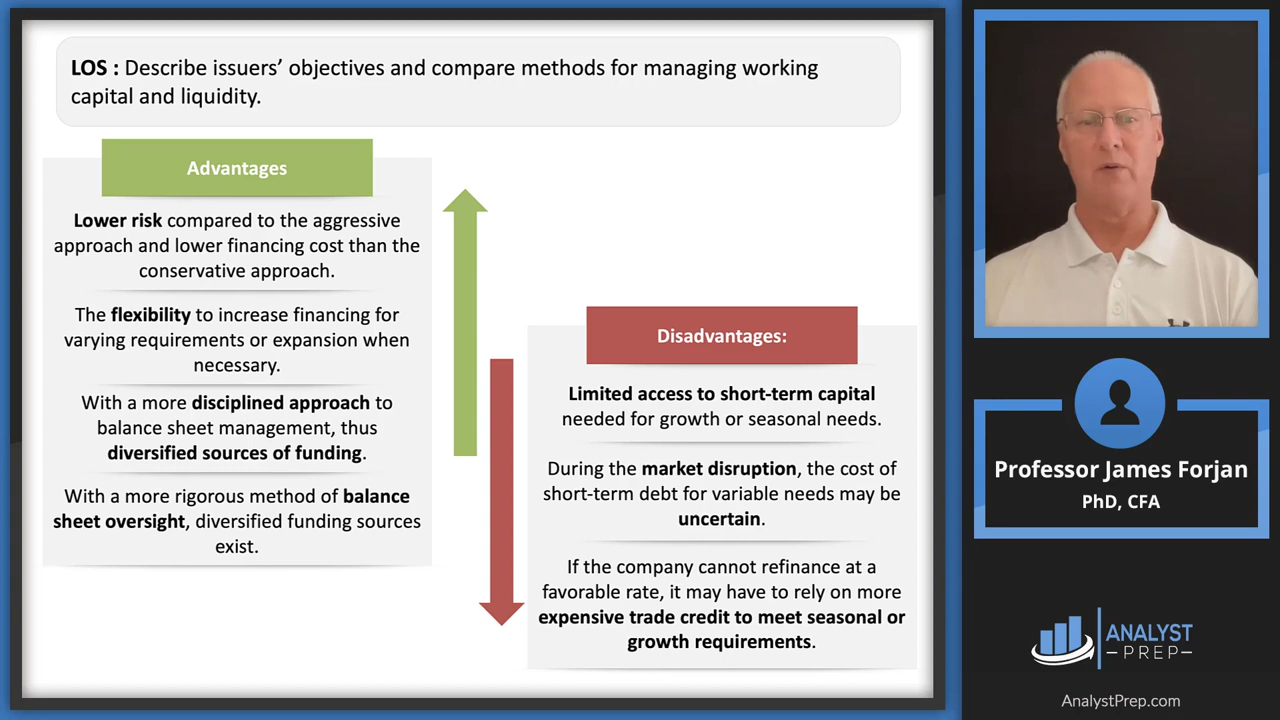 LOS : Describe issuers’ objectives and compare methods for managing working
capital and liquidity.
Advantages
Lower risk compared to the aggressive
approach and lower financing cost than the
conservative approach.
The flexibility to increase financing for
varying requirements or expansion when
necessary.
With a more disciplined approach to
balance sheet management, thus
diversified sources of funding.
With a more rigorous method of balance
sheet oversight, diversified funding sources
exist.
Disadvantages:
Limited access to short-term capital
needed for growth or seasonal needs.
During the market disruption, the cost of
short-term debt for variable needs may be
uncertain.
If the company cannot refinance at a
favorable rate, it may have to rely on more
expensive trade credit to meet seasonal or
growth requirements.
Professor James Forjan
PhD, CFA
ANALYST
–PREP–
AnalystPrep.com